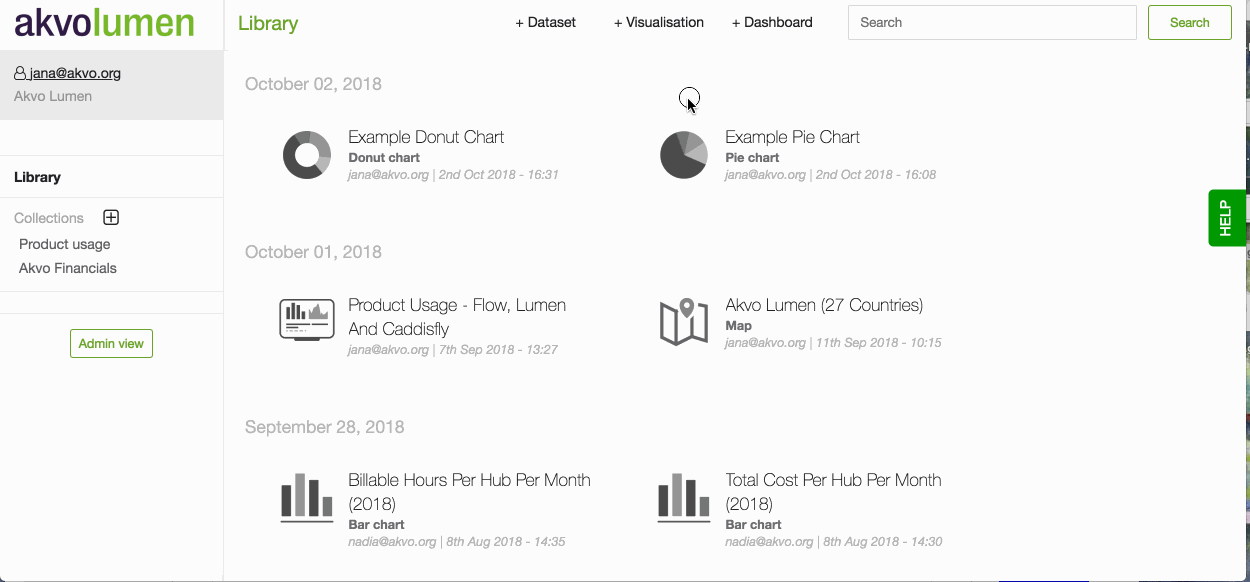 akvolumen
Library
+ Dataset
+ Visualisation
+ Dashboard
Search
Search
jana@akvo.org
Akvo Lumen
Library
Collections
Product usage
Akvo Financials
Admin view
October 02, 2018
Example Donut Chart
Donut chart
jana@akvo.org | 2nd Oct 2018 - 16:31
Example Pie Chart
Pie chart
jana@akvo.org | 2nd Oct 2018 - 16:08
October 01, 2018
Product Usage - Flow, Lumen
And Caddisfly
jana@akvo.org | 7th Sep 2018 - 13:27
Akvo Lumen (27 Countries)
Map
jana@akvo.org | 11th Sep 2018 - 10:15
September 28, 2018
Billable Hours Per Hub Per Month
(2018)
Bar chart
nadia@akvo.org | 8th Aug 2018 - 14:35
Total Cost Per Hub Per Month
(2018)
Bar chart
nadia@akvo.org | 8th Aug 2018 - 14:30
HELP